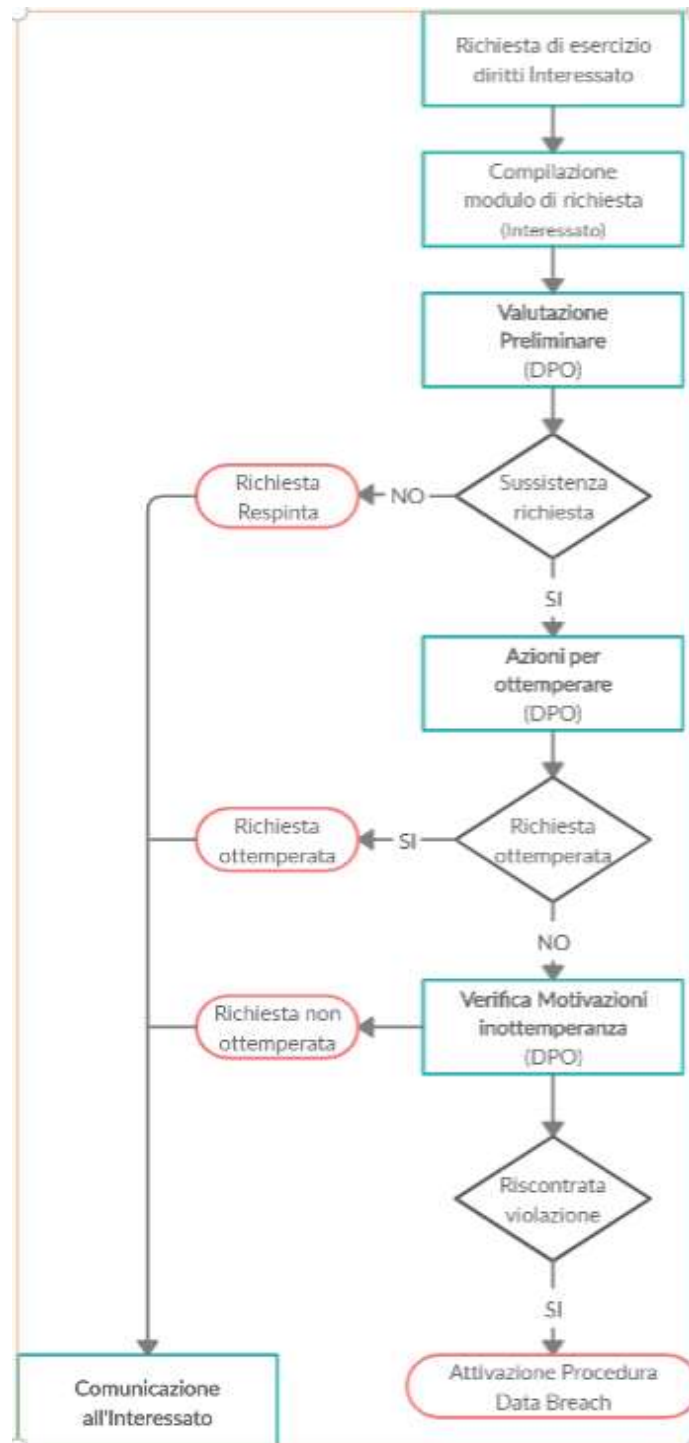 Richiesta di esercizio
diritti Interessato
Compilazione
modulo di richiesta
(Interessato)
Valutazione
Preliminare
(DPO)
Sussistenza
richiesta
NO
Richiesta
Respinta
SI
Azioni per
ottemperare
(DPO)
Richiesta
ottemperata
SI
Richiesta
ottemperata
NO
Verifica Motivazioni
inottemperanza
(DPO)
Richiesta non
ottemperata
Riscontrata
violazione
SI
Attivazione Procedura
Data Breach
Comunicazione
all'Interessato